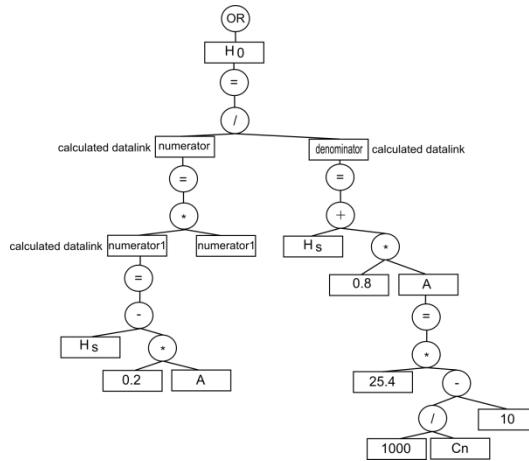 OR
H0
=
/
calculated datalink numerator denominator calculated datalink
= =
* +
calculated datalink numerator1 numerator1 Hs *
= 0.8 A
- =
Hs * *
0.2 A 25.4 -
/ 10
1000 Cn